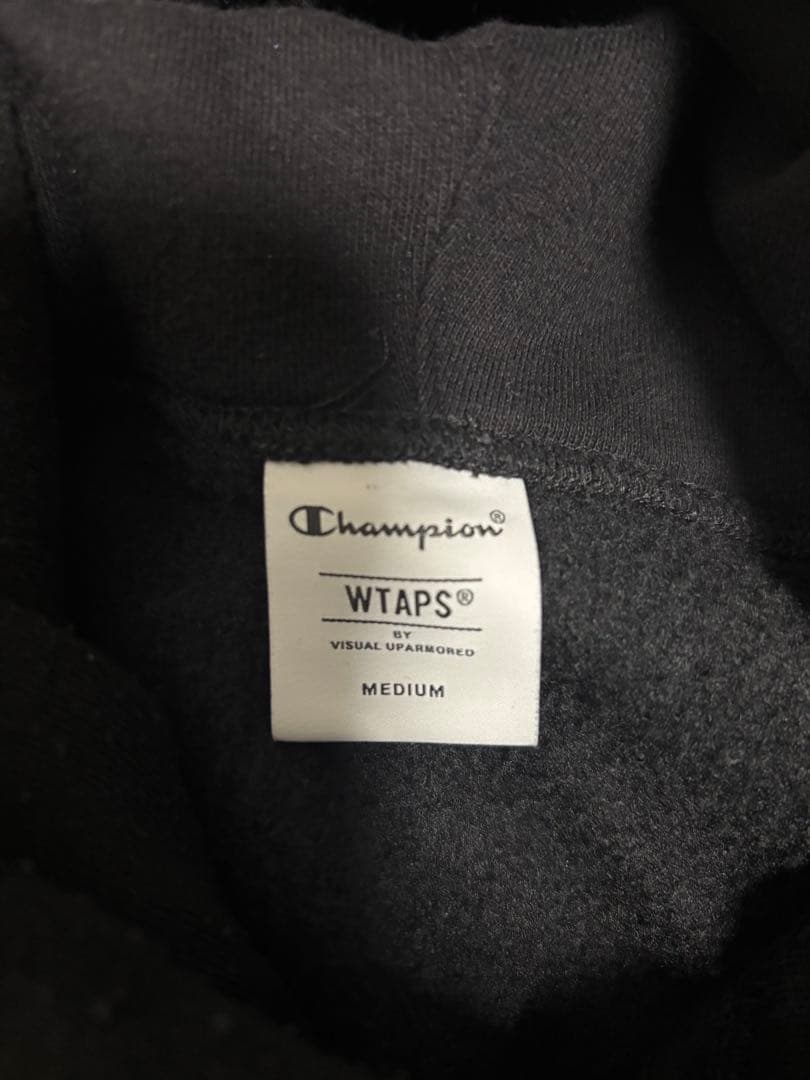 Champion®
WTAPS®
BY
VISUAL UPARMORED
MEDIUM